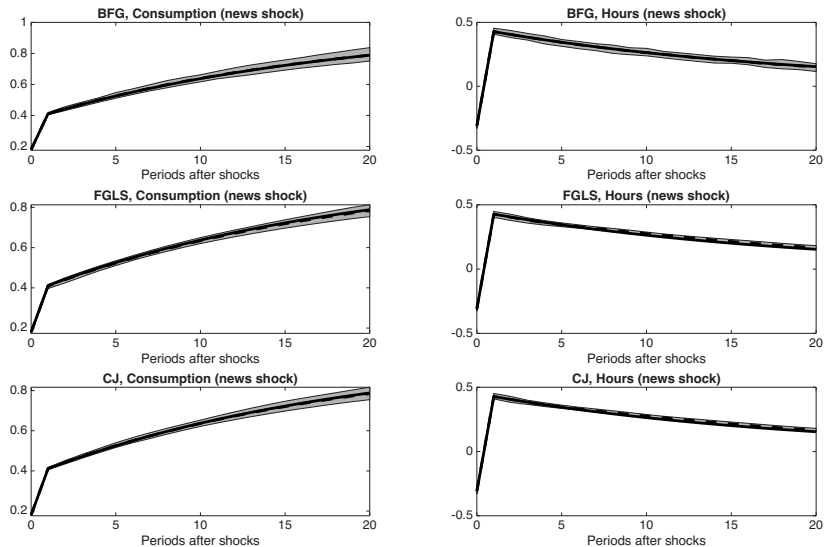 BFG, Consumption (news shock)
1
0.8
0.6
0.4
0.2
0 5 10 15 20
Periods after shocks
BFG, Hours (news shock)
0.5
0
-0.5
0 5 10 15 20
Periods after shocks
FGLS, Consumption (news shock)
0.8
0.6
0.4
0.2
0 5 10 15 20
Periods after shocks
FGLS, Hours (news shock)
0.5
0
-0.5
0 5 10 15 20
Periods after shocks
CJ, Consumption (news shock)
0.8
0.6
0.4
0.2
0 5 10 15 20
Periods after shocks
CJ, Hours (news shock)
0.5
0
-0.5
0 5 10 15 20
Periods after shocks